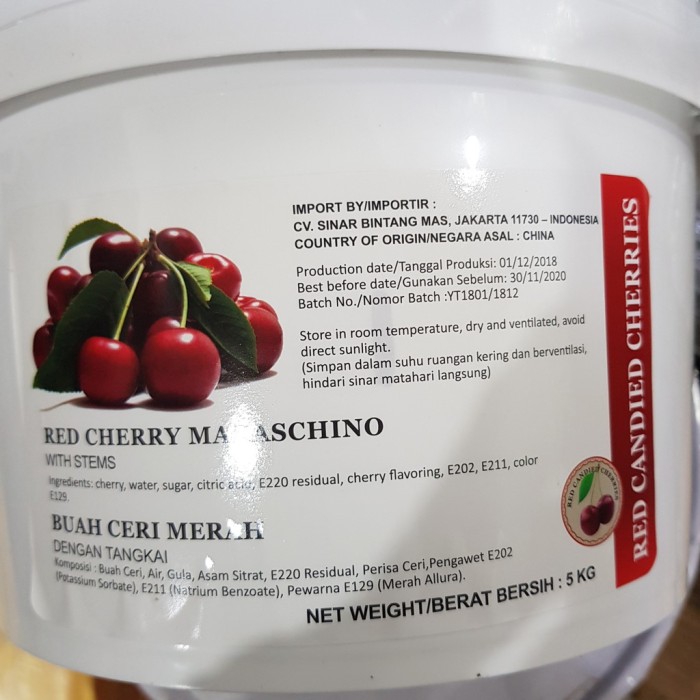 IMPORT BY/IMPORTIR :
CV. SINAR BINTANG MAS, JAKARTA 11730 – INDONESIA
COUNTRY OF ORIGIN/NEGARA ASAL : CHINA
Production date/Tanggal Produksi: 01/12/2018
Best before date/Gunakan Sebelum: 30/11/2020
Batch No./Nomor Batch :YT1801/1812
Store in room temperature, dry and ventilated, avoid
direct sunlight.
(Simpan dalam suhu ruangan kering dan berventilasi,
hindari sinar matahari langsung)
RED CHERRY MARASCHINO
WITH STEMS
Ingredients: cherry, water, sugar, citric acid, E220 residual, cherry flavoring, E202, E211, color
E129.
BUAH CERI MERAH
DENGAN TANGKAI
Komposisi : Buah Ceri, Air, Gula, Asam Sitrat, E220 Residual, Perisa Ceri,Pengawet E202
(Potassium Sorbate), E211 (Natrium Benzoate), Pewarna E129 (Merah Allura).
NET WEIGHT/BERAT BERSIH : 5 KG
RED CANDIED CHERRIES
RED CANDIED CHERRIES